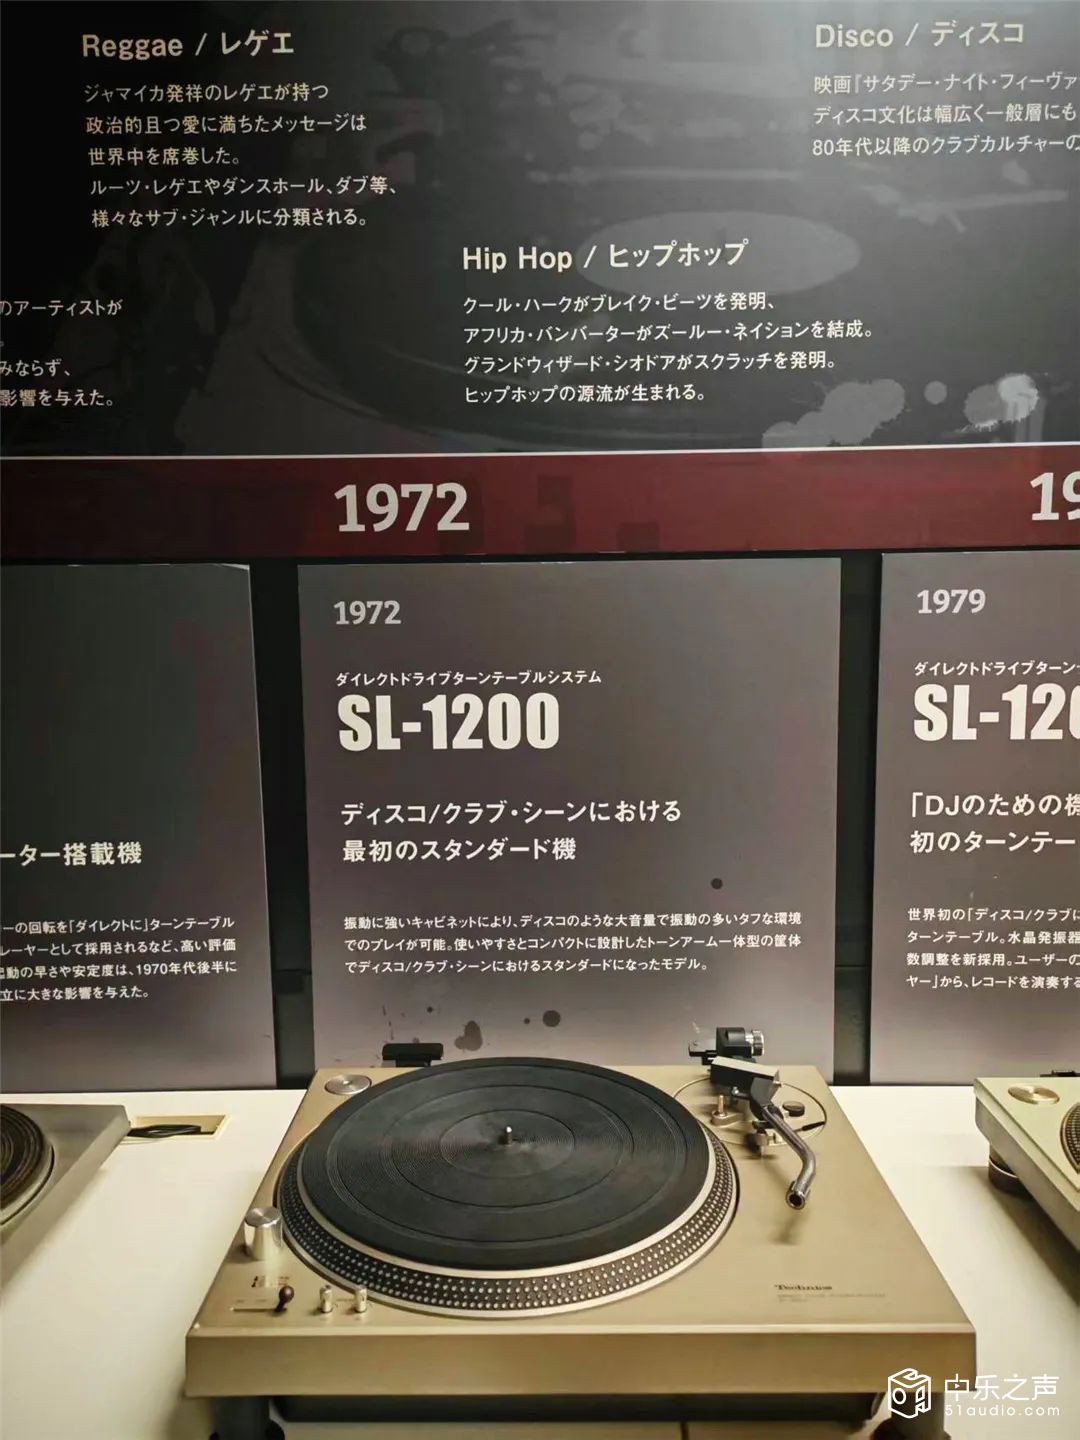 Reggae / レゲエ
ジャマイカ発祥のレゲエが持つ
政治的且つ愛に満ちたメッセージは
世界中を席巻した。
ルーツ・レゲエやダンスホール、ダブ等、
様々なサブ・ジャンルに分類される。
Disco / ディスコ
映画『サタデー・ナイト・フィーヴァ
ディスコ文化は幅広く一般層にも
80年代以降のクラブカルチャーの
Hip Hop / ヒップホップ
クール・ハークがブレイク・ビーツを発明、
アフリカ・バンバーターがズールー・ネイションを結成。
グランドウィザード・シオドアがスクラッチを発明。
ヒップホップの源流が生まれる。
のアーティストが
。
みならず、
影響を与えた。
1972
19
ーター搭載機
ーの回転を「ダイレクトに」ターンテーブル
レーヤーとして採用されるなど、高い評価
動の早さや安定度は、1970年代後半に
立に大きな影響を与えた。
1972
ダイレクトドライブターンテーブルシステム
SL-1200
ディスコ/クラブ・シーンにおける
最初のスタンダード機
振動に強いキャビネットにより、ディスコのような大音量で振動の多いタフな環境
でのプレイが可能。使いやすさとコンパクトに設計したトーンアーム一体型の筐体
でディスコ/クラブ・シーンにおけるスタンダードになったモデル。
1979
ダイレクトドライブターン
SL-120
「DJのための機
初のターンテー
世界初の「ディスコ/クラブに
ターンテーブル。水晶発振器
数調整を新採用。ユーザーの
ヤー」から、レコードを演奏する
Technics
中乐之声
51audio.com